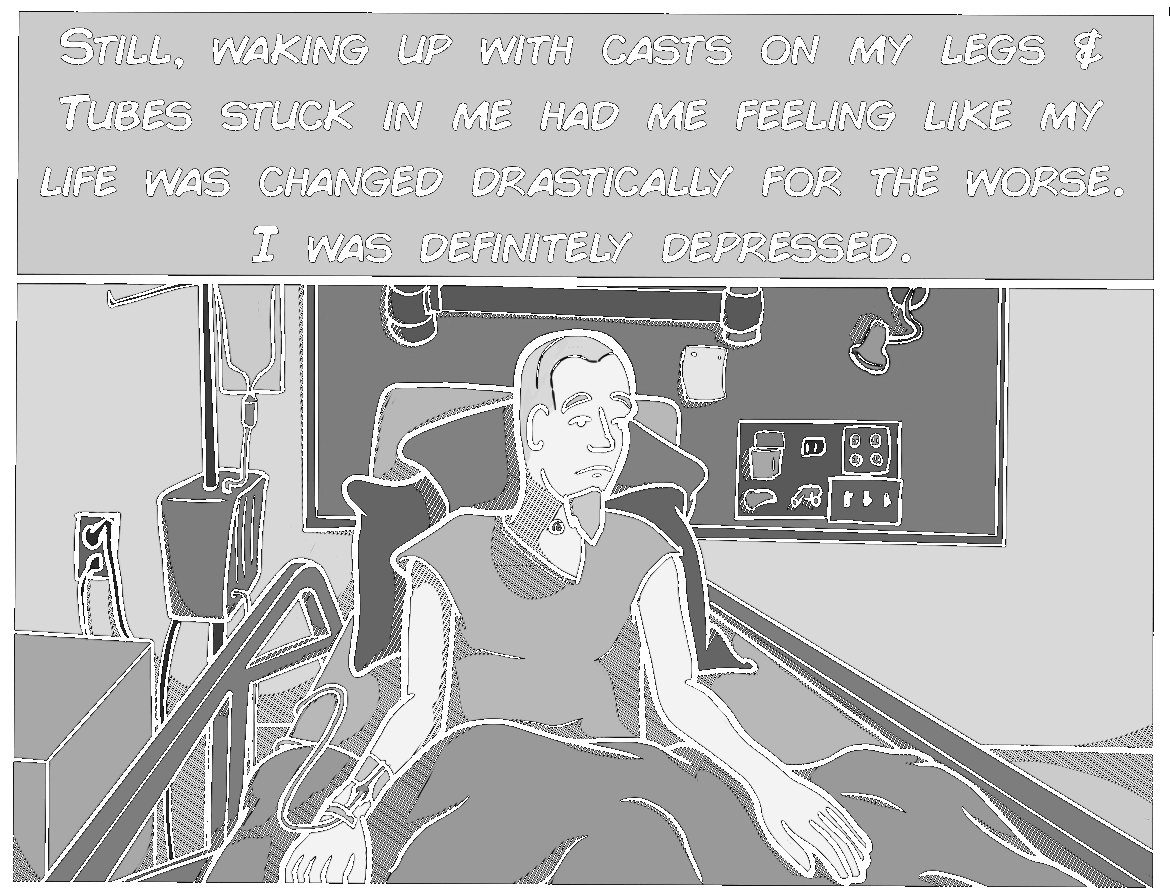 STILL, WAKING UP WITH CASTS ON MY LEGS &
TUBES STUCK IN ME HAD ME FEELING LIKE MY
LIFE WAS CHANGED DRASTICALLY FOR THE WORSE.
I WAS DEFINITELY DEPRESSED.